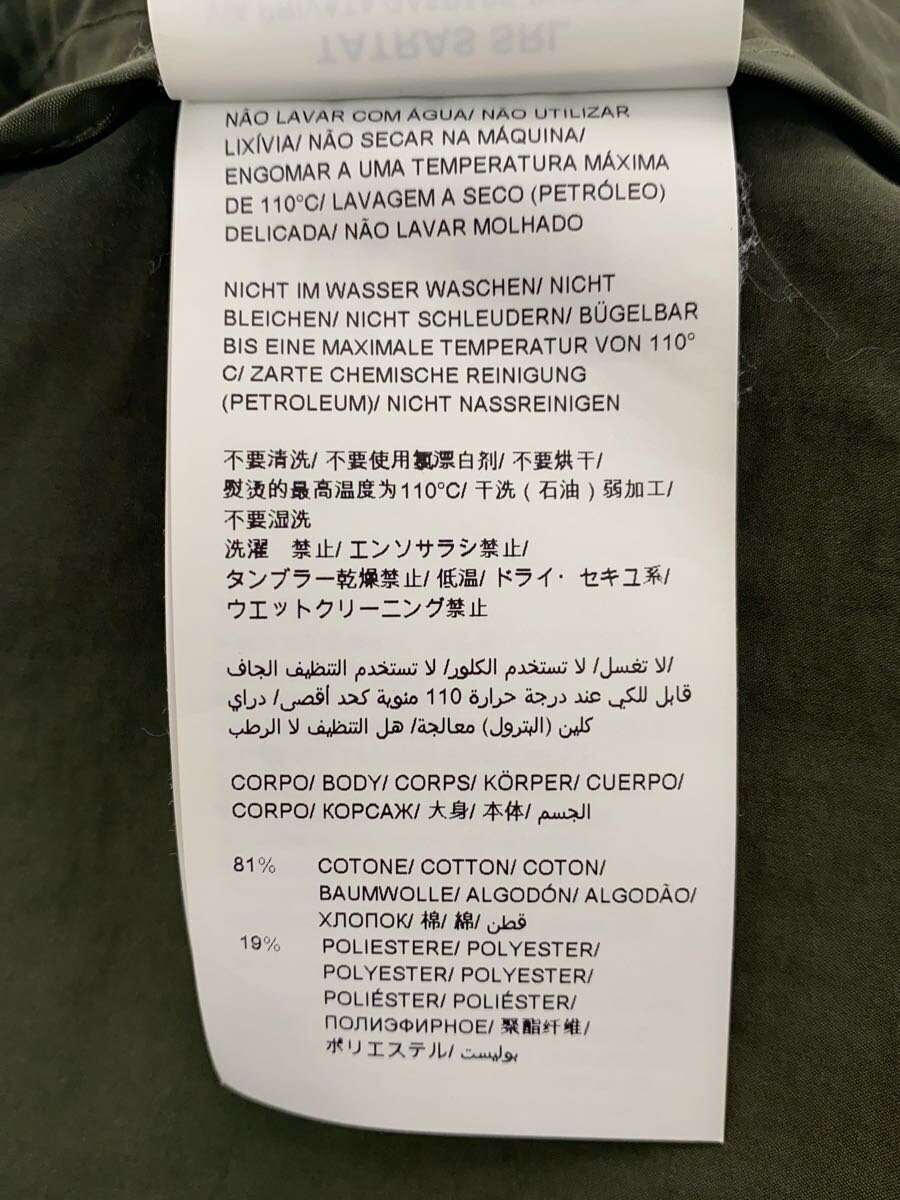 TATRAS SRL
NÃO LAVAR COM ÁGUA/ NÃO UTILIZAR
LIXÍVIA/ NÃO SECAR NA MÁQUINA/
ENGOMAR A UMA TEMPERATURA MÁXIMA
DE 110°C/ LAVAGEM A SECO (PETRÓLEO)
DELICADA/ NÃO LAVAR MOLHADO
NICHT IM WASSER WASCHEN/ NICHT
BLEICHEN/ NICHT SCHLEUDERN/ BÜGELBAR
BIS EINE MAXIMALE TEMPERATUR VON 110°
C/ ZARTE CHEMISCHE REINIGUNG
(PETROLEUM)/ NICHT NASSREINIGEN
不要清洗/ 不要使用氯漂白剂/ 不要烘干/
熨烫的最高温度为110°C/ 干洗（石油）弱加工/
不要湿洗
洗濯　禁止/ エンソサラシ禁止/
タンブラー乾燥禁止/ 低温/ ドライ・セキユ系/
ウエットクリーニング禁止
/لا تغسل/ لا تستخدم الكلور/ لا تستخدم التنظيف الجاف
قابل للكي عند درجة حرارة 110 مئوية كحد أقصى/ دراي
كلين (البترول) معالجة/ هل التنظيف لا الرطب
CORPO/ BODY/ CORPS/ KÖRPER/ CUERPO/
CORPO/ КОРСАЖ/ 大身/ 本体/ الجسم
81% COTONE/ COTTON/ COTON/
BAUMWOLLE/ ALGODÓN/ ALGODÃO/
ХЛОПОК/ 棉/ 綿/ قطن
19% POLIESTERE/ POLYESTER/
POLYESTER/ POLYESTER/
POLIÉSTER/ POLIÉSTER/
ПОЛИЭФИРНОЕ/ 聚酯纤维/
ポリエステル/ بوليست